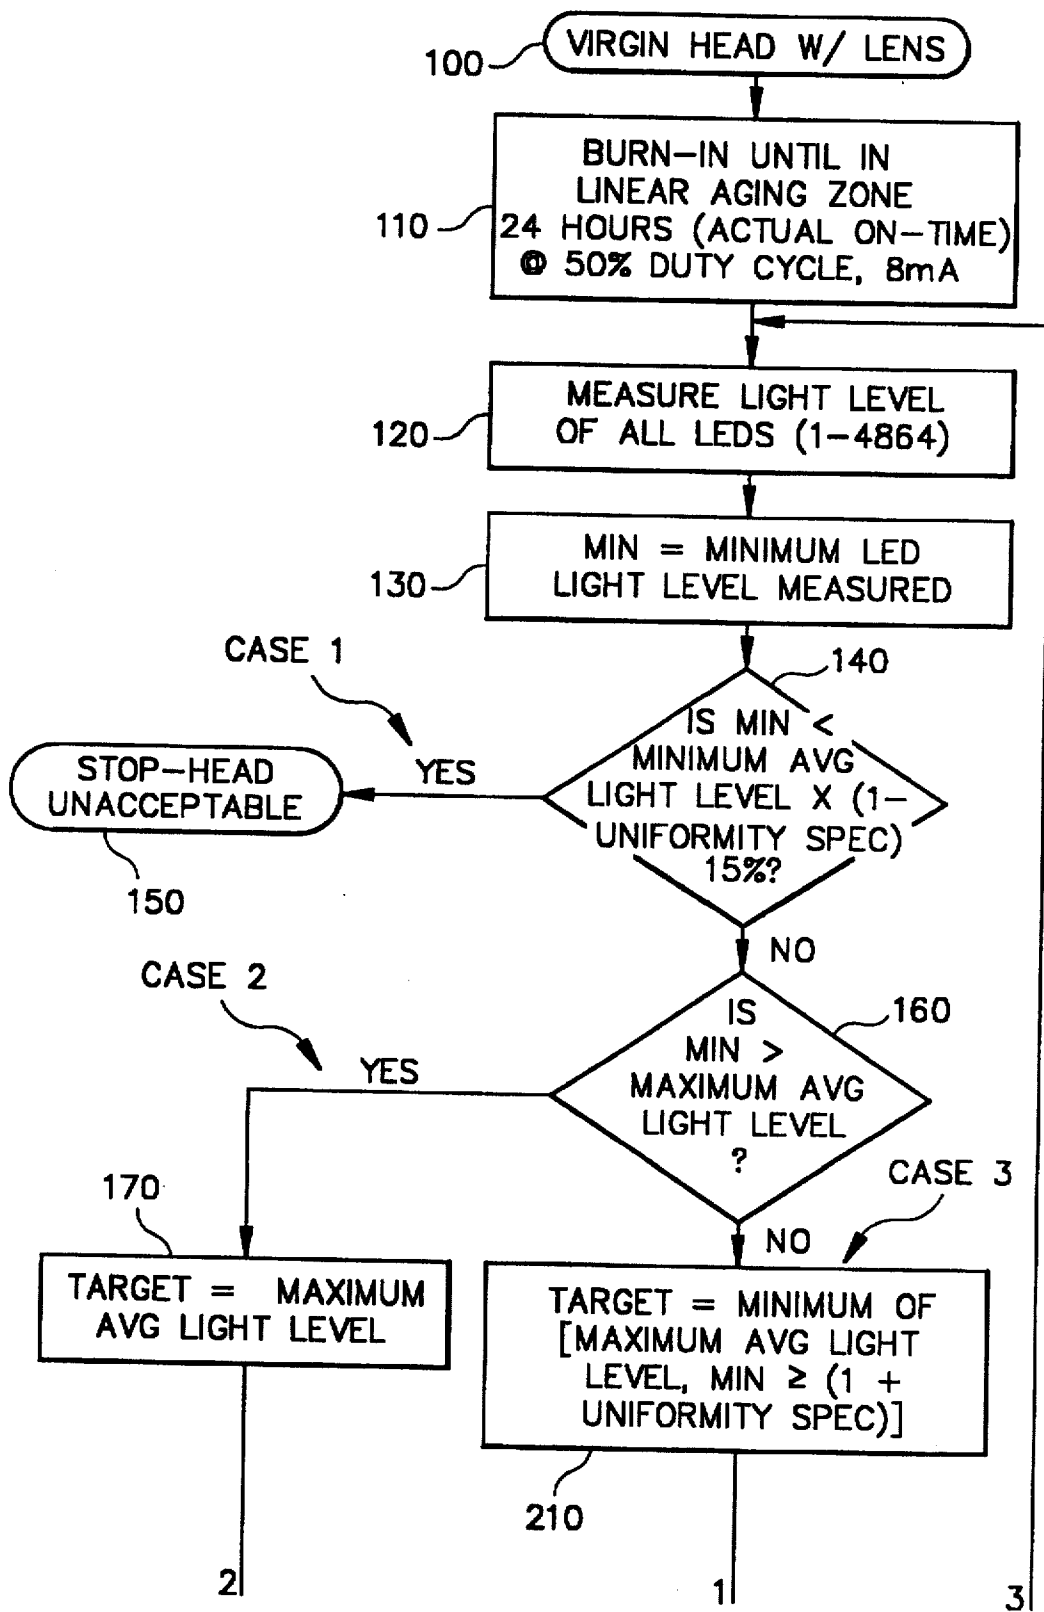 VIRGIN HEAD W/ LENS
100
BURN-IN UNTIL IN
LINEAR AGING ZONE
24 HOURS (ACTUAL ON-TIME)
@ 50% DUTY CYCLE, 8mA
110
MEASURE LIGHT LEVEL
OF ALL LEDS (1-4864)
120
MIN = MINIMUM LED
LIGHT LEVEL MEASURED
130
CASE 1
140
IS MIN <
MINIMUM AVG
LIGHT LEVEL X (1-
UNIFORMITY SPEC)
15%?
YES
STOP-HEAD
UNACCEPTABLE
150
NO
CASE 2
160
IS
MIN >
MAXIMUM AVG
LIGHT LEVEL
?
YES
CASE 3
170
NO
TARGET = MAXIMUM
AVG LIGHT LEVEL
TARGET = MINIMUM OF
[MAXIMUM AVG LIGHT
LEVEL, MIN ≥ (1 +
UNIFORMITY SPEC)]
210
2
1
3